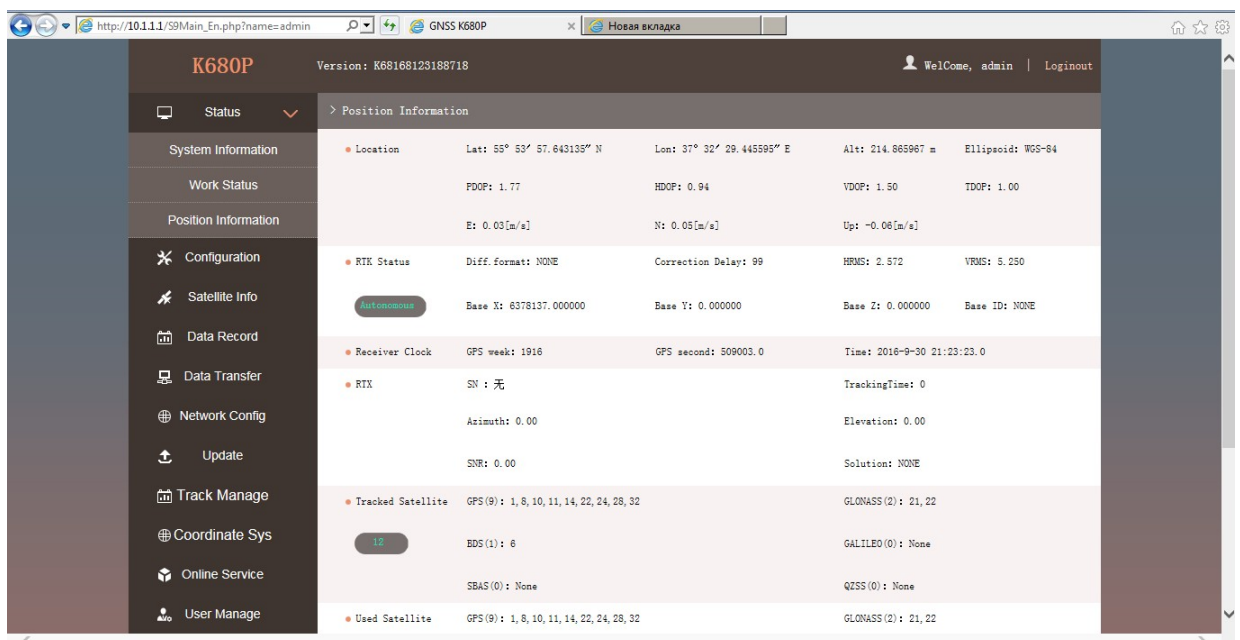 http://10.1.1.1/S9Main_En.php?name=admin GNSS K680P Новая вкладка
K680P Version: K68168123188718 WelCome, admin | Loginout
Status > Position Information
System Information
Work Status
Position Information
Configuration
Satellite Info
Data Record
Data Transfer
Network Config
Update
Track Manage
Coordinate Sys
Online Service
User Manage
Location Lat: 55° 53′ 57.643135″ N Lon: 37° 32′ 29.445595″ E Alt: 214.865967 m Ellipsoid: WGS-84
PDOP: 1.77 HDOP: 0.94 VDOP: 1.50 TDOP: 1.00
E: 0.03[m/s] N: 0.05[m/s] Up: -0.06[m/s]
RTK Status Diff.format: NONE Correction Delay: 99 HRMS: 2.572 VRMS: 5.250
Autonomous Base X: 6378137.000000 Base Y: 0.000000 Base Z: 0.000000 Base ID: NONE
Receiver Clock GPS week: 1916 GPS second: 509003.0 Time: 2016-9-30 21:23:23.0
RTX SN : 无 TrackingTime: 0
Azimuth: 0.00 Elevation: 0.00
SNR: 0.00 Solution: NONE
Tracked Satellite GPS(9): 1, 8, 10, 11, 14, 22, 24, 28, 32 GLONASS(2): 21, 22
12 BDS(1): 6 GALILEO(0): None
SBAS(0): None QZSS(0): None
Used Satellite GPS(9): 1, 8, 10, 11, 14, 22, 24, 28, 32 GLONASS(2): 21, 22